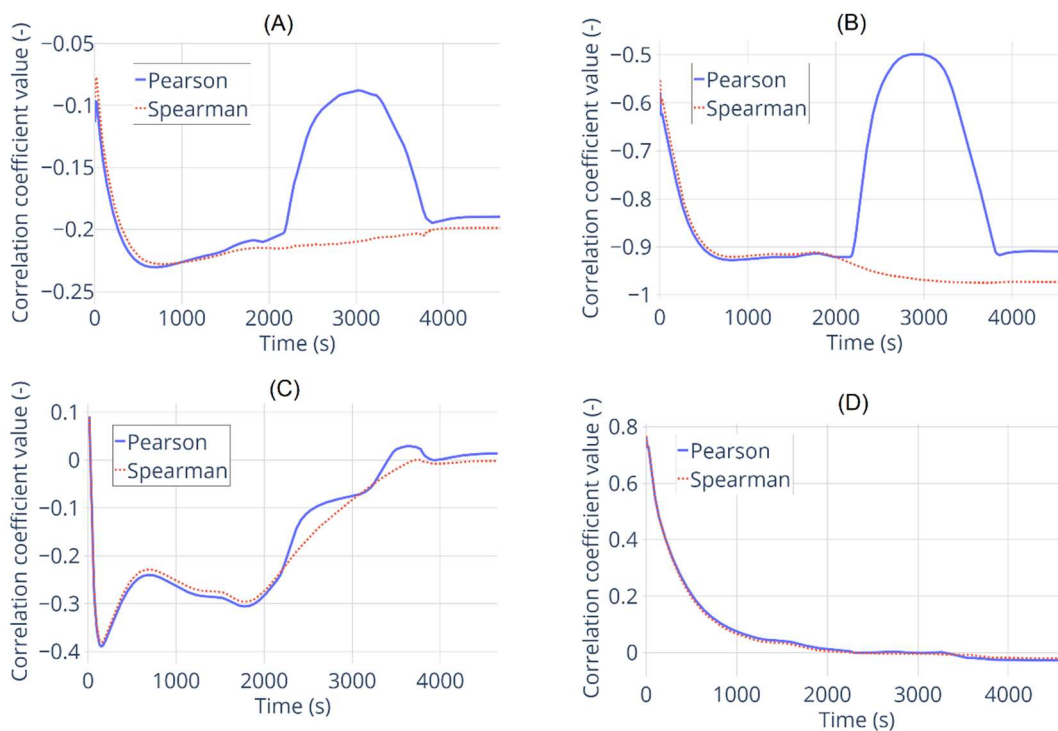 (A)
Correlation coefficient value (-)
−0.05
−0.1
−0.15
−0.2
−0.25
Pearson
Spearman
0 1000 2000 3000 4000
Time (s)
(B)
Correlation coefficient value (-)
−0.5
−0.6
−0.7
−0.8
−0.9
−1
Pearson
Spearman
0 1000 2000 3000 4000
Time (s)
(C)
Correlation coefficient value (-)
0.1
0
−0.1
−0.2
−0.3
−0.4
Pearson
Spearman
0 1000 2000 3000 4000
Time (s)
(D)
Correlation coefficient value (-)
0.8
0.6
0.4
0.2
0
Pearson
Spearman
0 1000 2000 3000 4000
Time (s)